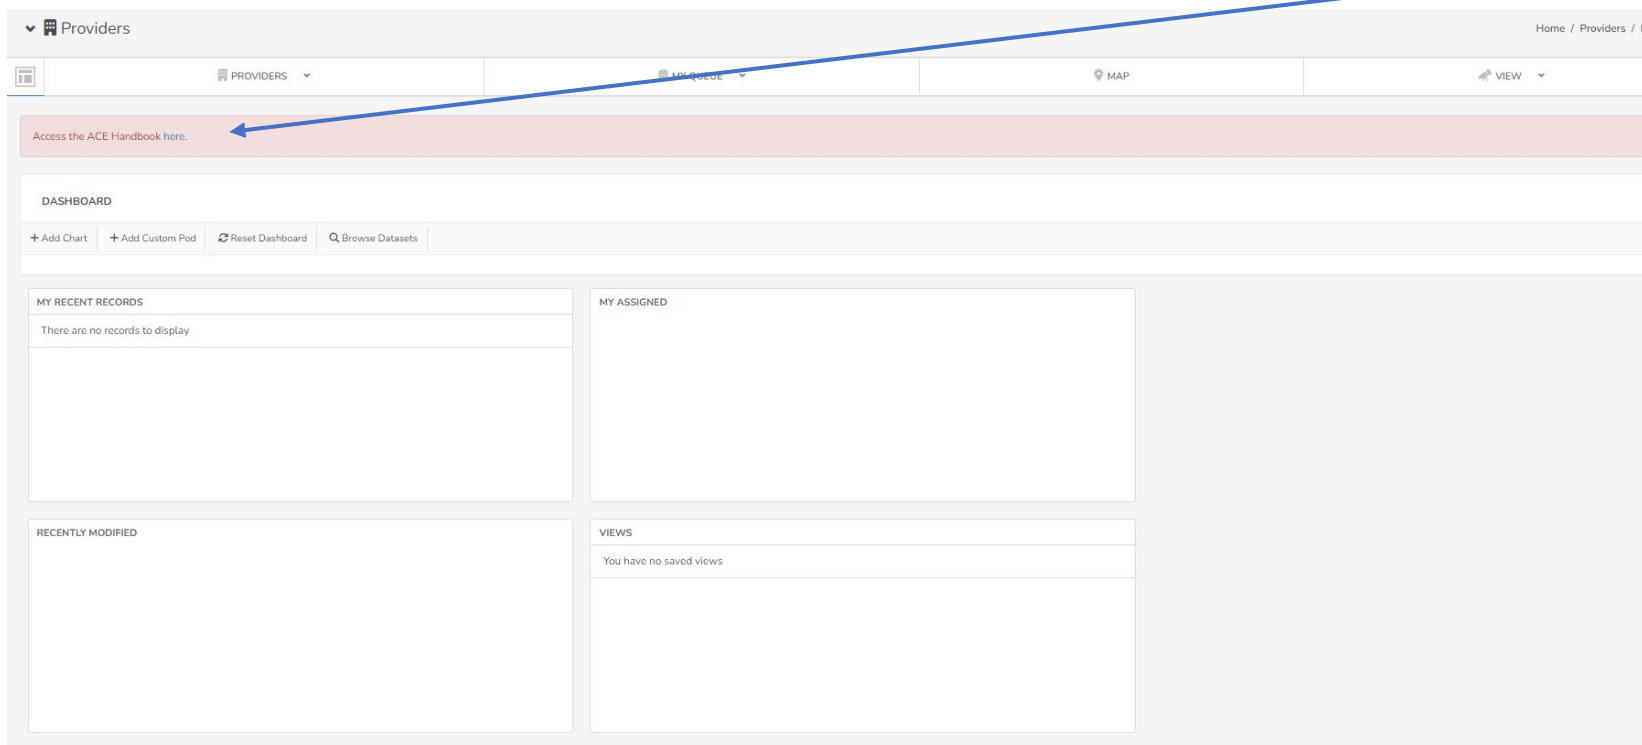 Providers
Home / Providers /
PROVIDERS
MY QUEUE
MAP
VIEW
Access the ACE Handbook here.
DASHBOARD
+ Add Chart + Add Custom Pod Reset Dashboard Browse Datasets
MY RECENT RECORDS
There are no records to display
MY ASSIGNED
RECENTLY MODIFIED
VIEWS
You have no saved views